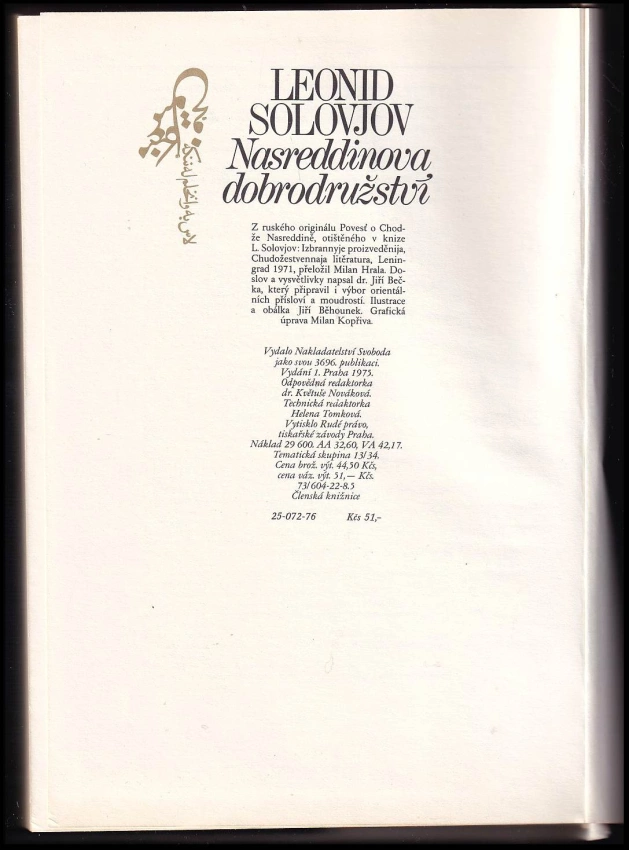 LEONID
SOLOVJOV
Nasreddinova
dobrodružství
Z ruského originálu Povesť o Chod-
že Nasreddině, otištěného v knize
L. Solovjov: Izbrannyje proizveděnija,
Chudožestvennaja litěratura, Lenin-
grad 1971, přeložil Milan Hrala. Do-
slov a vysvětlivky napsal dr. Jiří Beč-
ka, který připravil i výbor orientál-
ních přísloví a moudrostí. Ilustrace
a obálka Jiří Běhounek. Grafická
úprava Milan Kopřiva.
Vydalo Nakladatelství Svoboda
jako svou 3696. publikaci.
Vydání 1. Praha 1975.
Odpovědná redaktorka
dr. Květuše Nováková.
Technická redaktorka
Helena Tomková.
Vytisklo Rudé právo,
tiskařské závody Praha.
Náklad 29 600. AA 32,60, VA 42,17.
Tematická skupina 13/34.
Cena brož. výt. 44,50 Kčs,
cena váz. výt. 51,— Kčs.
73/604-22-8.5
Členská knižnice
25-072-76 Kčs 51,-